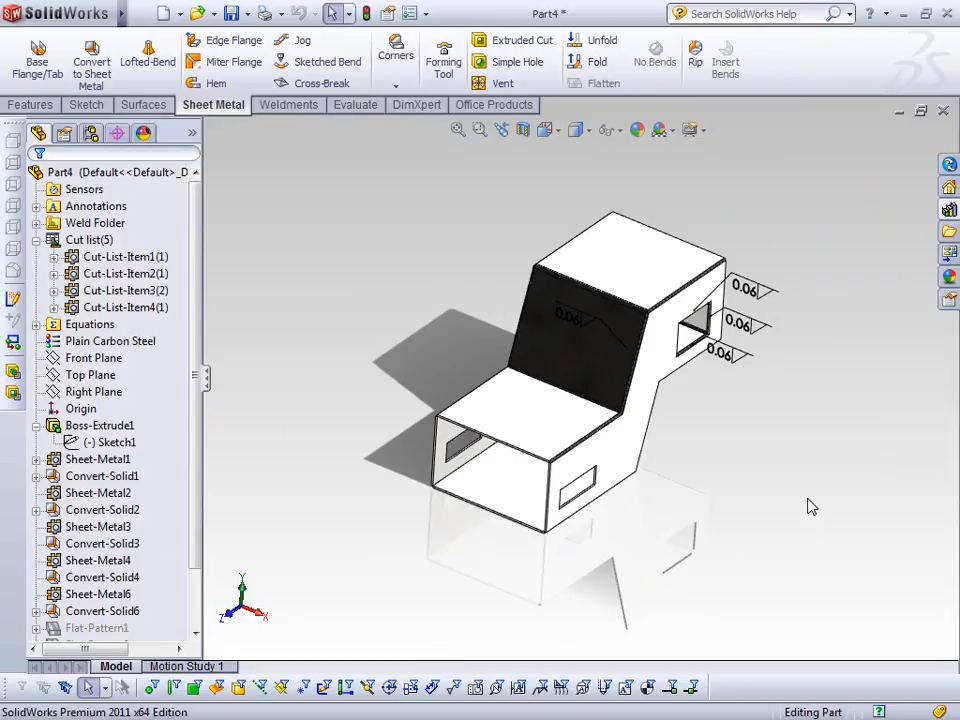 SolidWorks
Part4 *
Search SolidWorks Help
Base
Flange/Tab
Convert
to Sheet
Metal
Lofted-Bend
Edge Flange
Miter Flange
Hem
Jog
Sketched Bend
Cross-Break
Corners
Forming
Tool
Extruded Cut
Simple Hole
Vent
Unfold
Fold
Flatten
No Bends
Rip
Insert
Bends
Features
Sketch
Surfaces
Sheet Metal
Weldments
Evaluate
DimXpert
Office Products
Part4 (Default<<Default>_D
Sensors
Annotations
Weld Folder
Cut list(5)
Cut-List-Item1(1)
Cut-List-Item2(1)
Cut-List-Item3(2)
Cut-List-Item4(1)
Equations
Plain Carbon Steel
Front Plane
Top Plane
Right Plane
Origin
Boss-Extrude1
(-) Sketch1
Sheet-Metal1
Convert-Solid1
Sheet-Metal2
Convert-Solid2
Sheet-Metal3
Convert-Solid3
Sheet-Metal4
Convert-Solid4
Sheet-Metal6
Convert-Solid6
Flat-Pattern1
0.06
0.06
0.06
0.06
Y
X
Z
Model
Motion Study 1
SolidWorks Premium 2011 x64 Edition
Editing Part